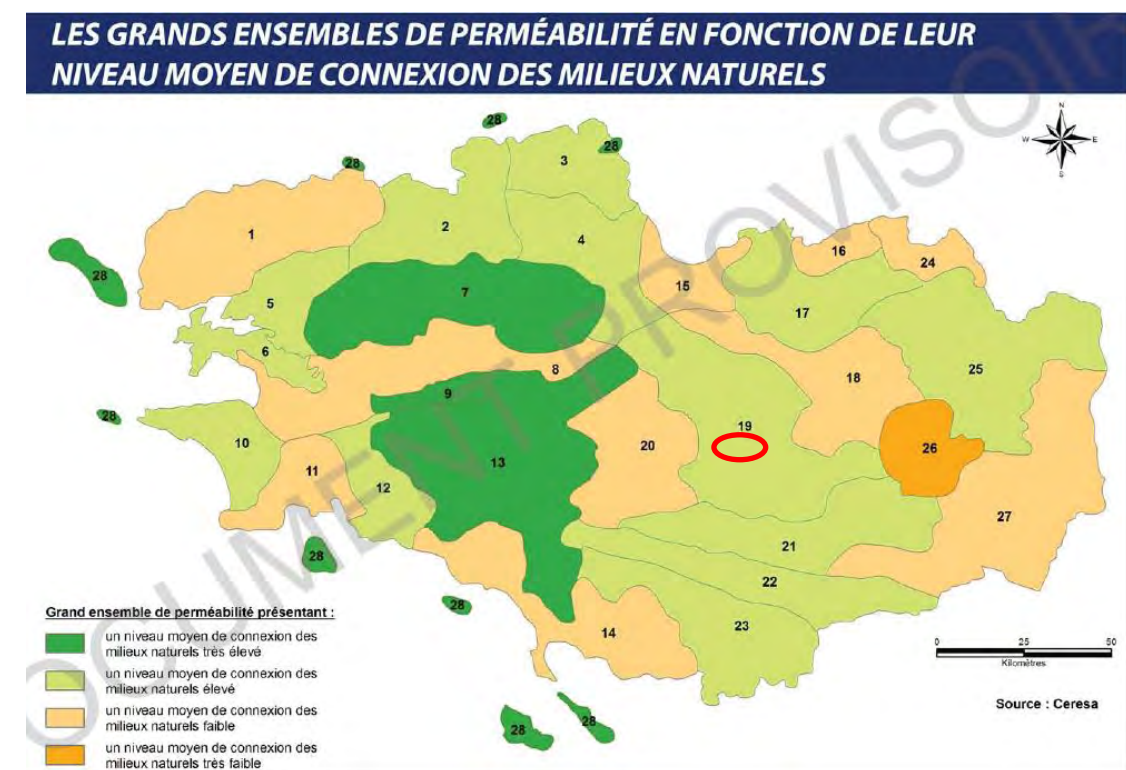 LES GRANDS ENSEMBLES DE PERMÉABILITÉ EN FONCTION DE LEUR
NIVEAU MOYEN DE CONNEXION DES MILIEUX NATURELS
DOCUMENT PROVISOIRE
N
W E
S
28
28
28
3
1
2
4
16
24
28
15
7
5
17
6
8
25
18
9
28
19
10
20
26
11
13
12
27
21
28
22
28
23
14
28
28
Grand ensemble de perméabilité présentant :
un niveau moyen de connexion des
milieux naturels très élevé
un niveau moyen de connexion des
milieux naturels élevé
un niveau moyen de connexion des
milieux naturels faible
un niveau moyen de connexion des
milieux naturels très faible
0 25 50
Kilomètres
Source : Ceresa